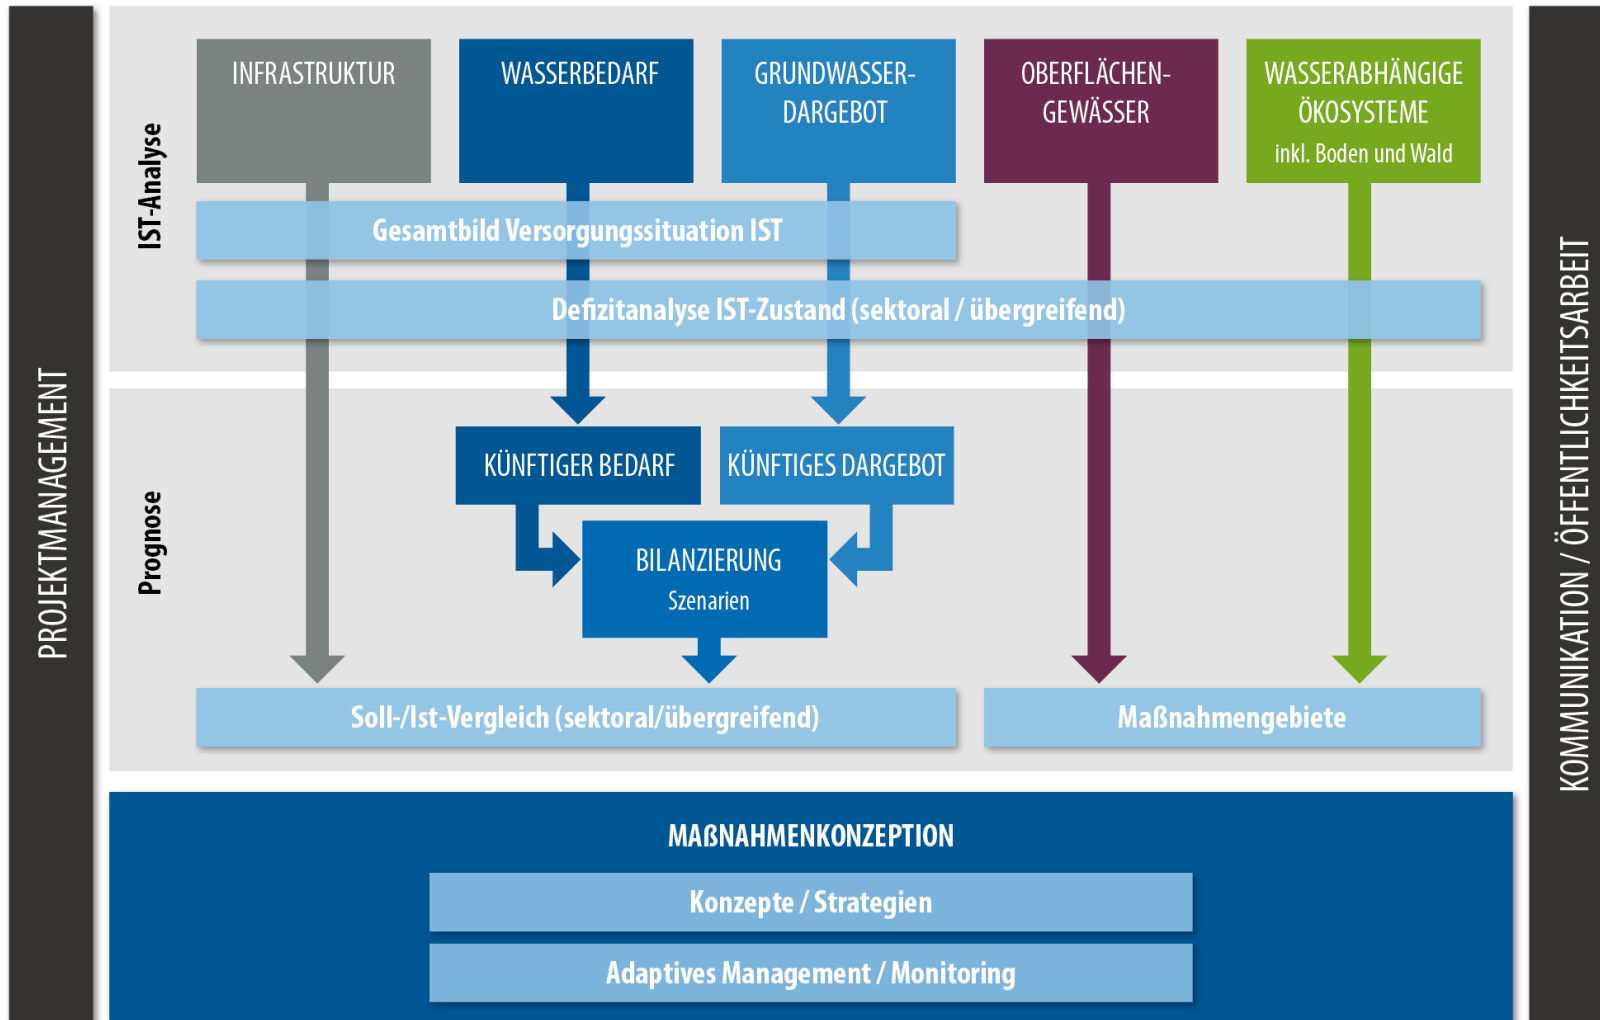 PROJEKTMANAGEMENT
IST-Analyse
INFRASTRUKTUR
WASSERBEDARF
GRUNDWASSER-
DARGEBOT
OBERFLÄCHEN-
GEWÄSSER
WASSERABHÄNGIGE
ÖKOSYSTEME
inkl. Boden und Wald
Gesamtbild Versorgungssituation IST
Defizitanalyse IST-Zustand (sektoral / übergreifend)
Prognose
KÜNFTIGER BEDARF
KÜNFTIGES DARGEBOT
BILANZIERUNG
Szenarien
Soll-/Ist-Vergleich (sektoral/übergreifend)
Maßnahmengebiete
MAßNAHMENKONZEPTION
Konzepte / Strategien
Adaptives Management / Monitoring
KOMMUNIKATION / ÖFFENTLICHKEITSARBEIT